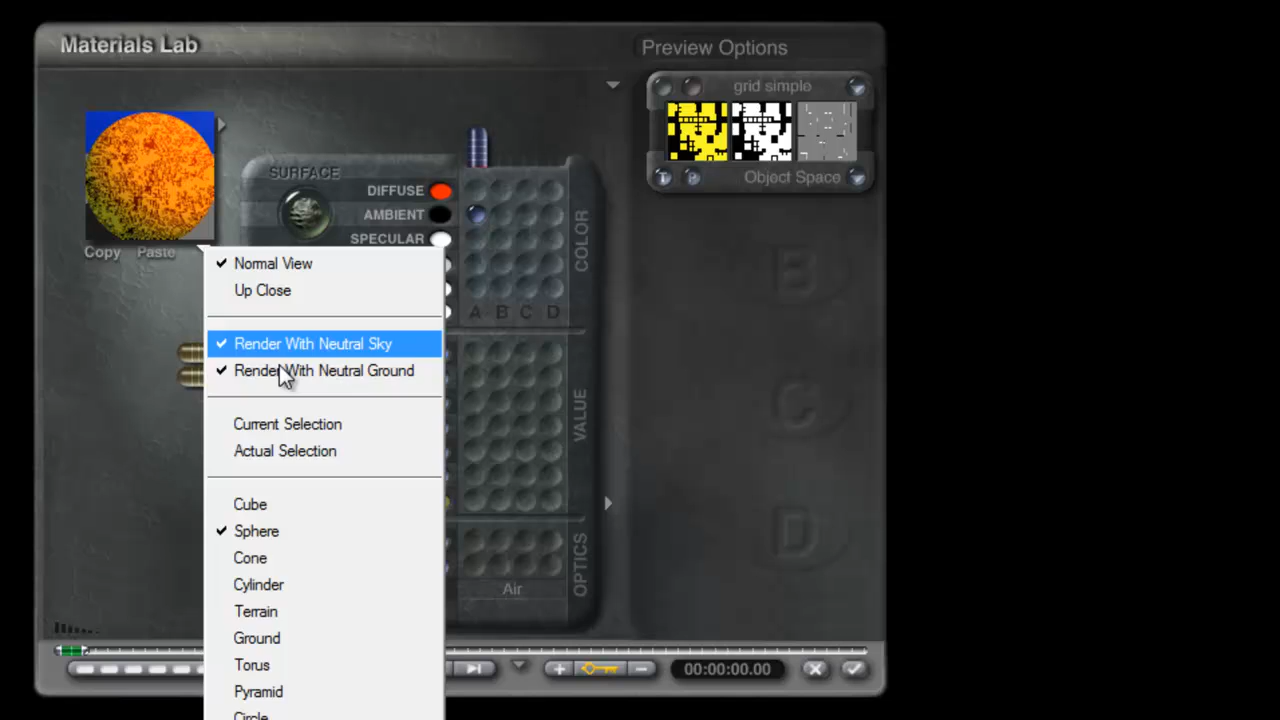 Materials Lab
Preview Options
grid simple
T
P
Object Space
SURFACE
DIFFUSE
AMBIENT
SPECULAR
COLOR
A B C D
VALUE
OPTICS
Air
B
C
D
Copy Paste
Normal View
Up Close
Render With Neutral Sky
Render With Neutral Ground
Current Selection
Actual Selection
Cube
Sphere
Cone
Cylinder
Terrain
Ground
Torus
Pyramid
Circle
00:00:00.00